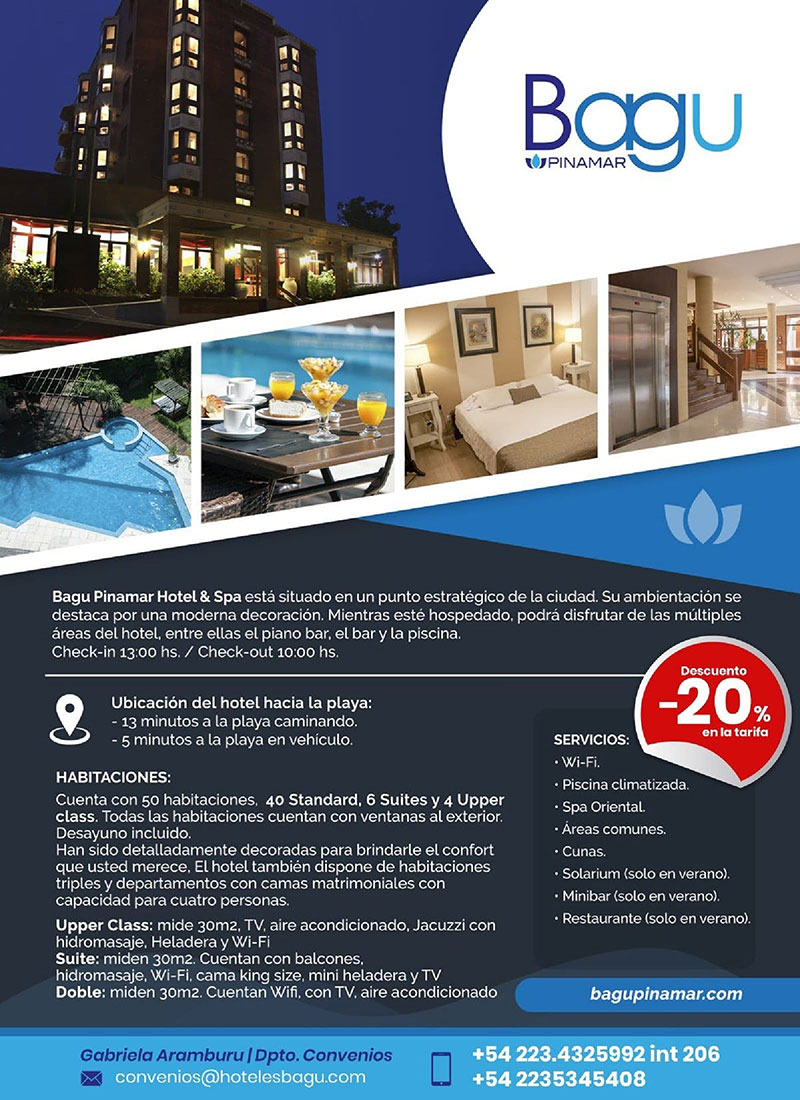 Bagu
PINAMAR
Bagu Pinamar Hotel & Spa está situado en un punto estratégico de la ciudad. Su ambientación se
destaca por una moderna decoración. Mientras esté hospedado, podrá disfrutar de las múltiples
áreas del hotel, entre ellas el piano bar, el bar y la piscina.
Check-in 13:00 hs. / Check-out 10:00 hs.
Descuento
-20%
en la tarifa
Ubicación del hotel hacia la playa:
- 13 minutos a la playa caminando.
- 5 minutos a la playa en vehículo.
HABITACIONES:
Cuenta con 50 habitaciones, 40 Standard, 6 Suites y 4 Upper
class. Todas las habitaciones cuentan con ventanas al exterior.
Desayuno incluido.
Han sido detalladamente decoradas para brindarle el confort
que usted merece, El hotel también dispone de habitaciones
triples y departamentos con camas matrimoniales con
capacidad para cuatro personas.
Upper Class: mide 30m2, TV, aire acondicionado, Jacuzzi con
hidromasaje, Heladera y Wi-Fi
Suite: miden 30m2. Cuentan con balcones,
hidromasaje, Wi-Fi, cama king size, mini heladera y TV
Doble: miden 30m2. Cuentan Wifi, con TV, aire acondicionado
SERVICIOS:
• Wi-Fi.
• Piscina climatizada.
• Spa Oriental.
• Áreas comunes.
• Cunas.
• Solarium (solo en verano).
• Minibar (solo en verano).
• Restaurante (solo en verano).
bagupinamar.com
Gabriela Aramburu | Dpto. Convenios
convenios@hotelesbagu.com
+54 223.4325992 int 206
+54 2235345408